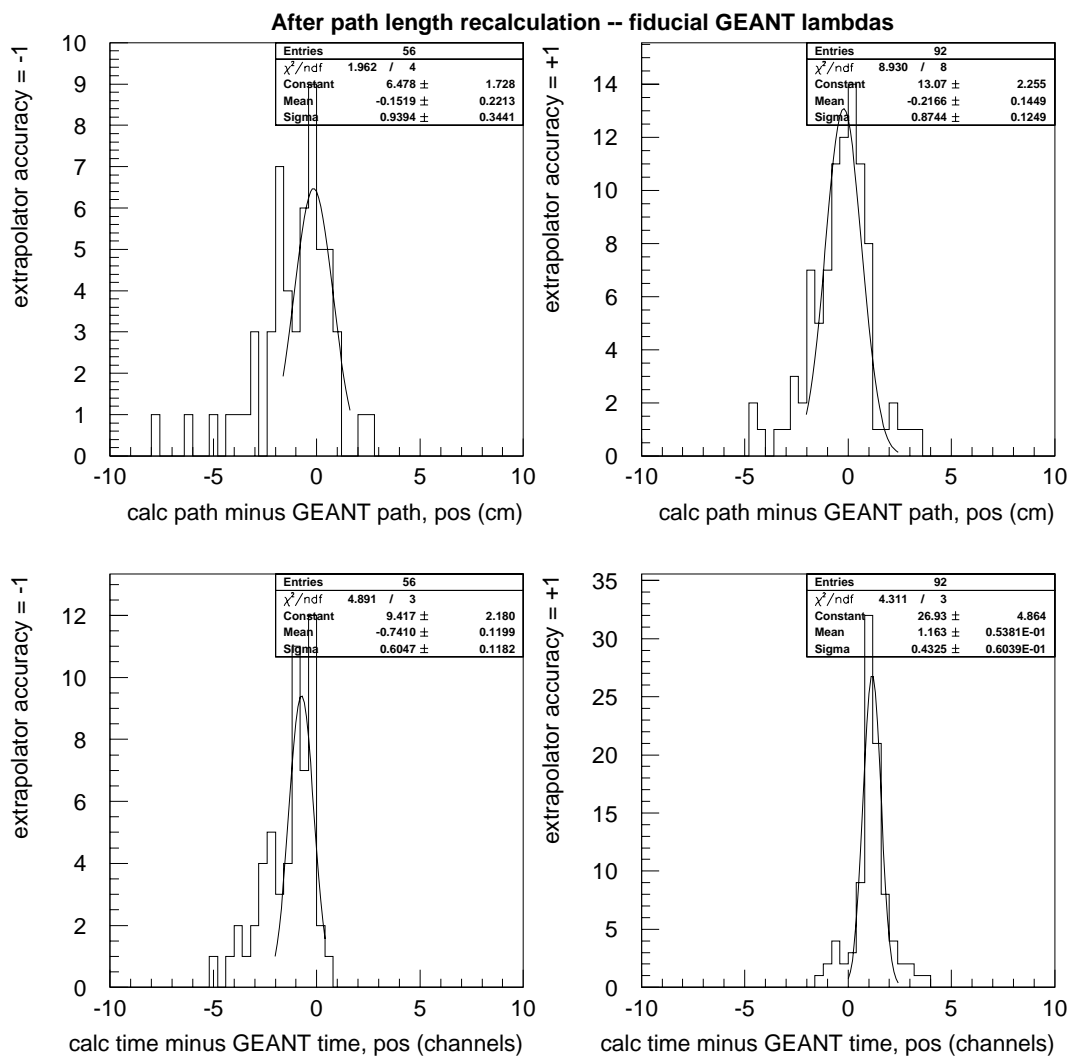 After path length recalculation -- fiducial GEANT lambdas
extrapolator accuracy = -1
Entries 56
χ²/ndf 1.962 / 4
Constant 6.478 ± 1.728
Mean -0.1519 ± 0.2213
Sigma 0.9394 ± 0.3441
10
9
8
7
6
5
4
3
2
1
0
-10 -5 0 5 10
calc path minus GEANT path, pos (cm)
extrapolator accuracy = +1
Entries 92
χ²/ndf 8.930 / 8
Constant 13.07 ± 2.255
Mean -0.2166 ± 0.1449
Sigma 0.8744 ± 0.1249
14
12
10
8
6
4
2
0
-10 -5 0 5 10
calc path minus GEANT path, pos (cm)
extrapolator accuracy = -1
Entries 56
χ²/ndf 4.891 / 3
Constant 9.417 ± 2.180
Mean -0.7410 ± 0.1199
Sigma 0.6047 ± 0.1182
12
10
8
6
4
2
0
-10 -5 0 5 10
calc time minus GEANT time, pos (channels)
extrapolator accuracy = +1
Entries 92
χ²/ndf 4.311 / 3
Constant 26.93 ± 4.864
Mean 1.163 ± 0.5381E-01
Sigma 0.4325 ± 0.6039E-01
35
30
25
20
15
10
5
0
-10 -5 0 5 10
calc time minus GEANT time, pos (channels)